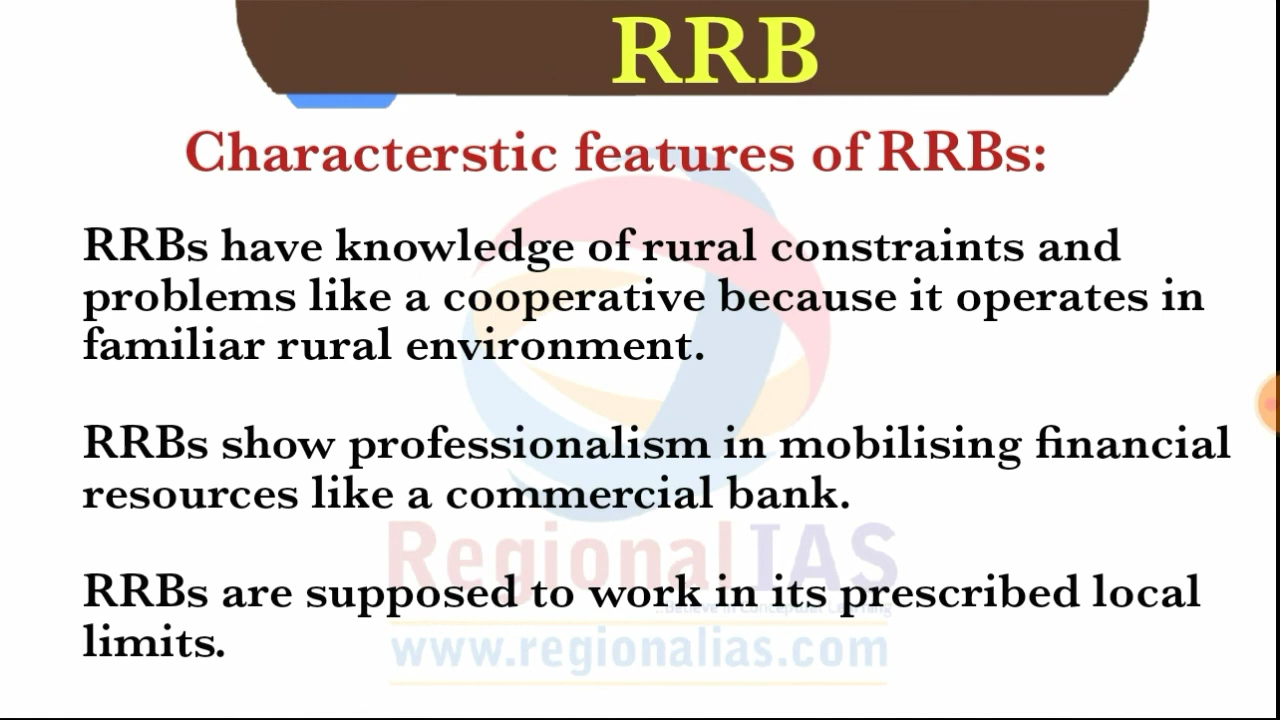 RRB
Characterstic features of RRBs:
RRBs have knowledge of rural constraints and
problems like a cooperative because it operates in
familiar rural environment.
RRBs show professionalism in mobilising financial
resources like a commercial bank.
RRBs are supposed to work in its prescribed local
limits.
Regional IAS
www.regionalias.com